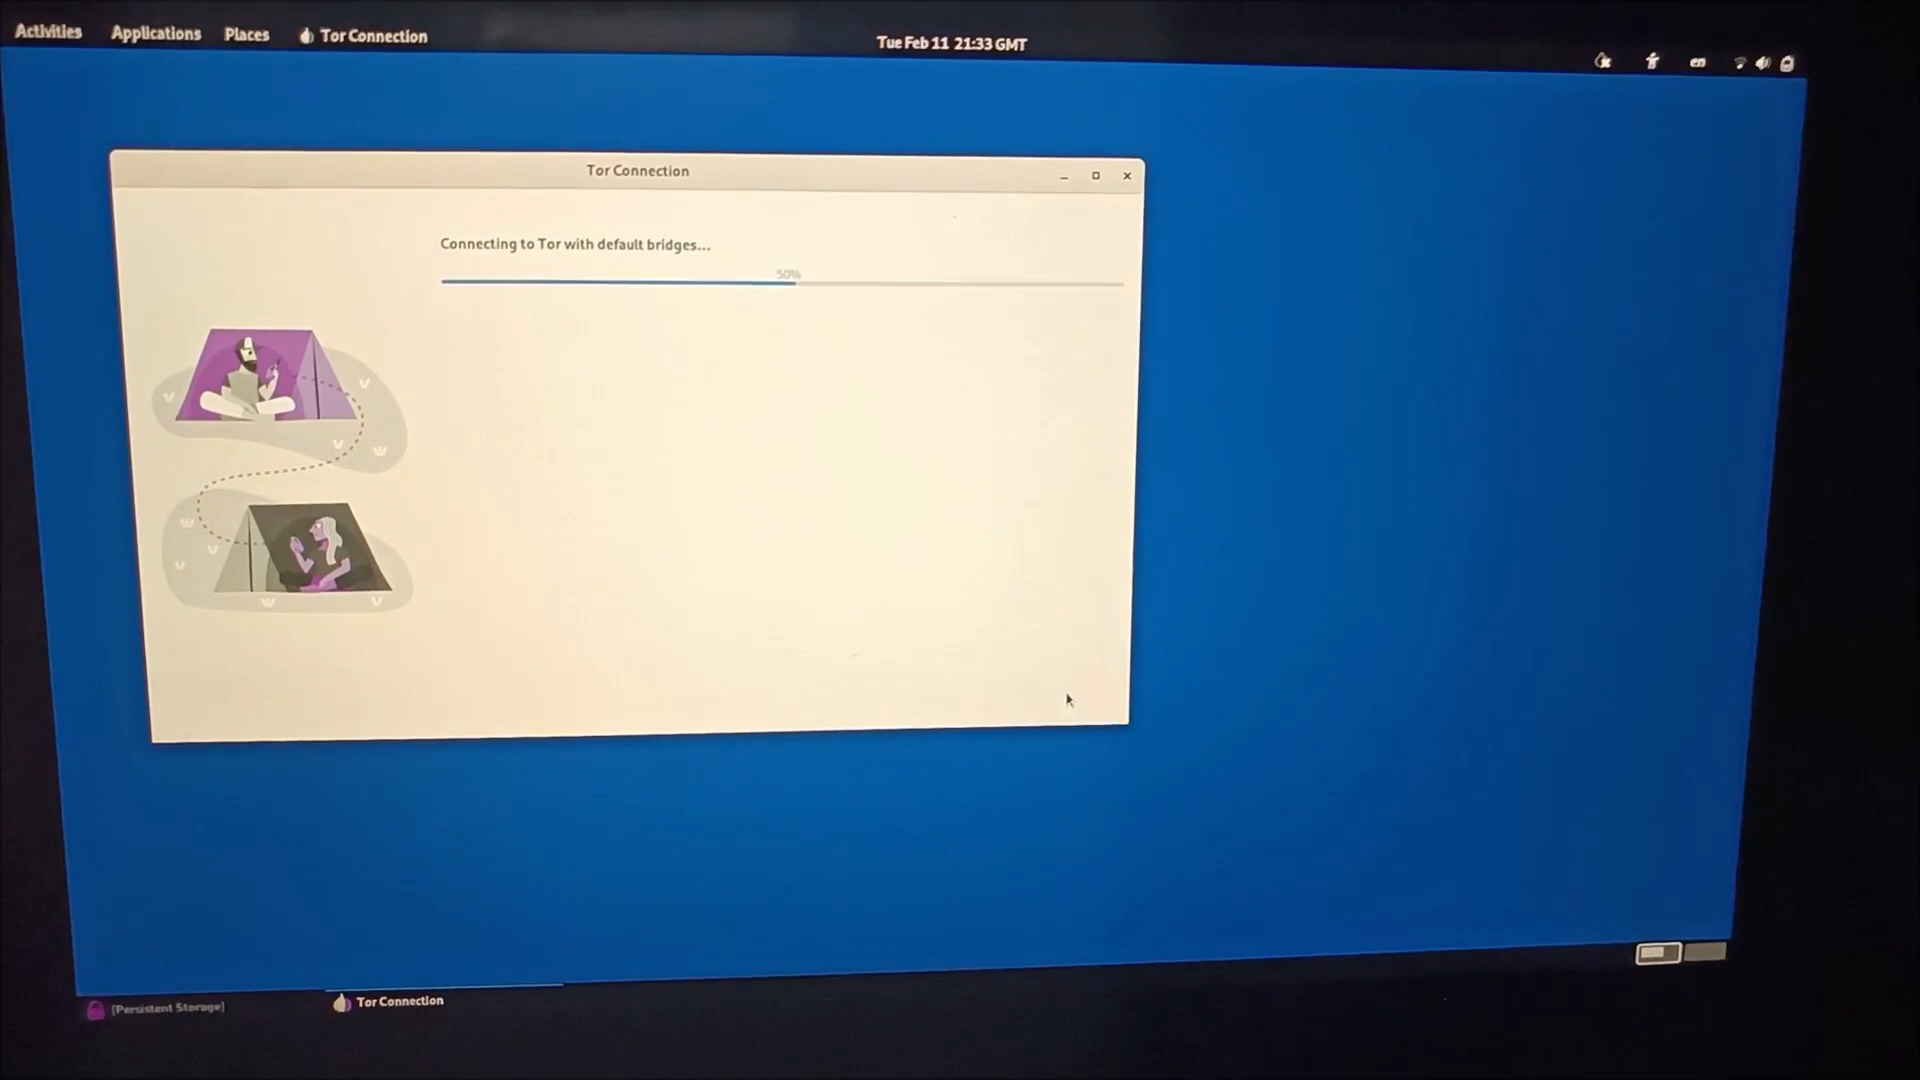 Activities Applications Places Tor Connection Tue Feb 11 21:33 GMT en
Tor Connection
Connecting to Tor with default bridges...
50%
[Persistent Storage] Tor Connection